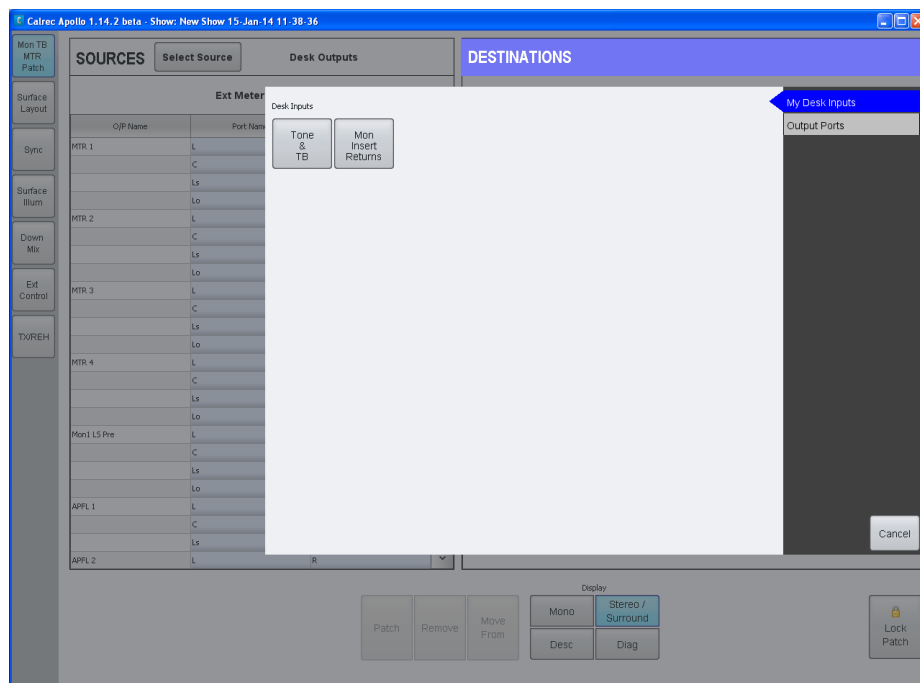 Calrec Apollo 1.14.2 beta - Show: New Show 15-Jan-14 11-38-36
Mon TB
MTR
Patch
Surface
Layout
Sync
Surface
Illum
Down
Mix
Ext
Control
TX/REH
SOURCES
Select Source
Desk Outputs
DESTINATIONS
Ext Meter
O/P Name
Port Name
MTR 1
L
C
Ls
Lo
MTR 2
L
C
Ls
Lo
MTR 3
L
C
Ls
Lo
MTR 4
L
C
Ls
Lo
Mon1 LS Pre
L
C
Ls
Lo
APFL 1
L
C
Ls
APFL 2
L
R
Desk Inputs
Tone
&
TB
Mon
Insert
Returns
My Desk Inputs
Output Ports
Cancel
Patch
Remove
Move
From
Display
Mono
Stereo /
Surround
Desc
Diag
Lock
Patch